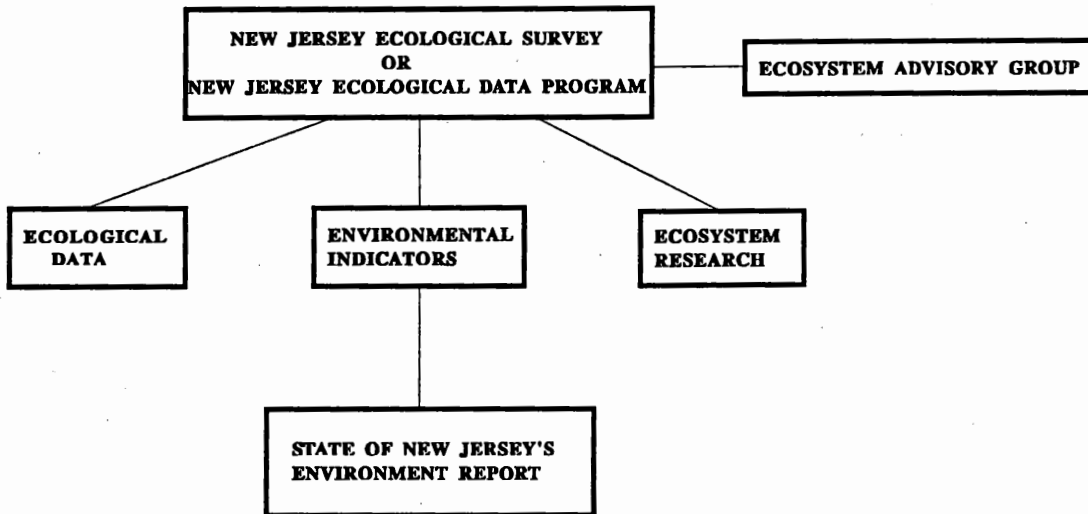 NEW JERSEY ECOLOGICAL SURVEY
OR
NEW JERSEY ECOLOGICAL DATA PROGRAM
ECOSYSTEM ADVISORY GROUP
ECOLOGICAL
DATA
ENVIRONMENTAL
INDICATORS
ECOSYSTEM
RESEARCH
STATE OF NEW JERSEY'S
ENVIRONMENT REPORT